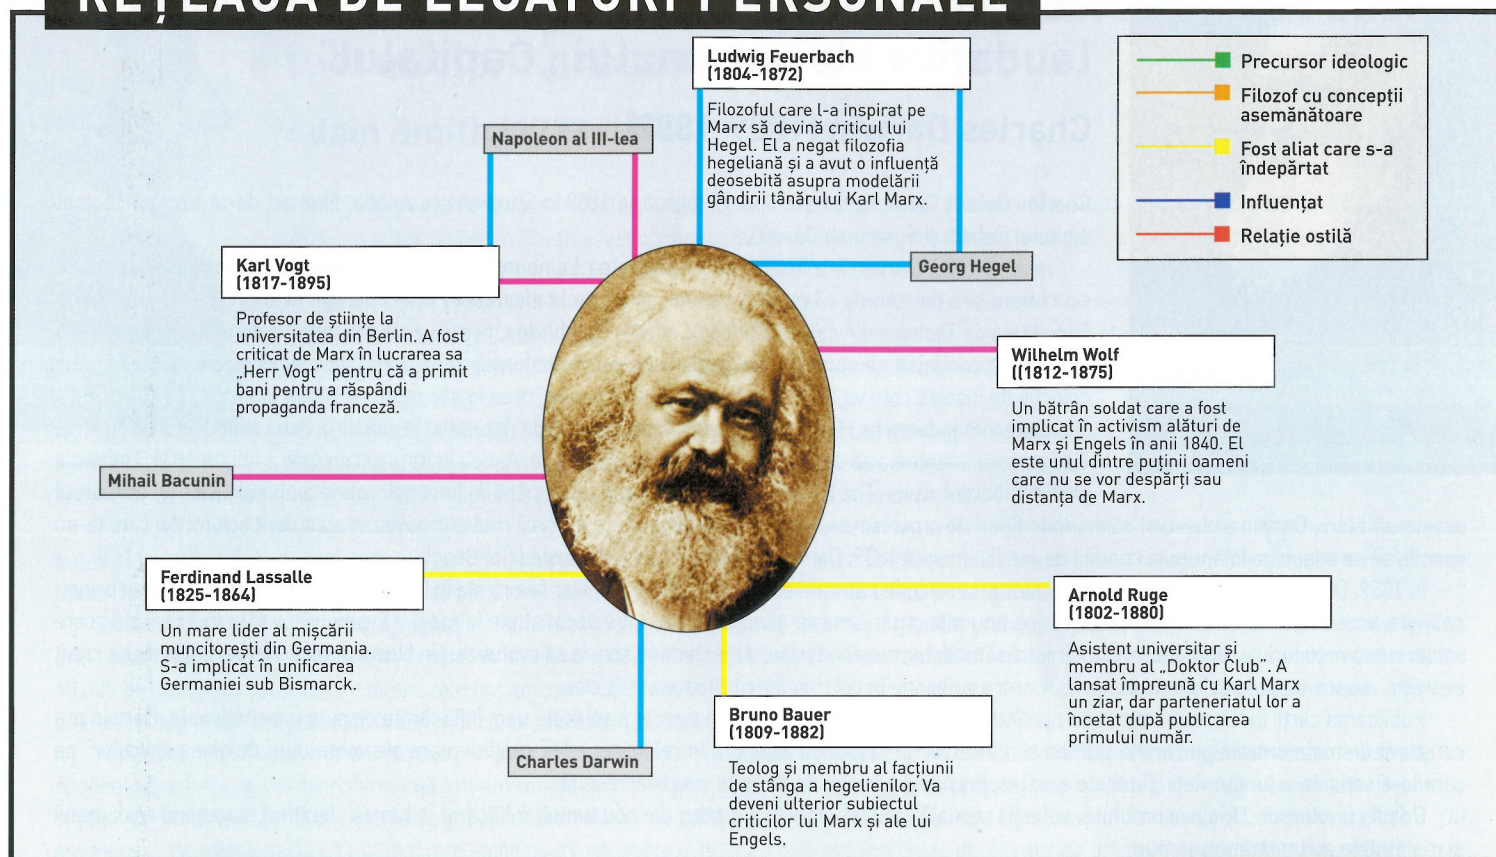 REȚEAUA DE LEGĂTURI PERSONALE
Ludwig Feuerbach
(1804-1872)
Filozoful care l-a inspirat pe
Marx să devină criticul lui
Hegel. El a negat filozofia
hegeliană și a avut o influență
deosebită asupra modelării
gândirii tânărului Karl Marx.
Precursor ideologic
Filozof cu concepții
asemănătoare
Fost aliat care s-a
îndepărtat
Influențat
Relație ostilă
Napoleon al III-lea
Karl Vogt
(1817-1895)
Profesor de științe la
universitatea din Berlin. A fost
criticat de Marx în lucrarea sa
„Herr Vogt” pentru că a primit
bani pentru a răspândi
propaganda franceză.
Georg Hegel
Wilhelm Wolf
((1812-1875)
Un bătrân soldat care a fost
implicat în activism alături de
Marx și Engels în anii 1840. El
este unul dintre puținii oameni
care nu se vor despărți sau
distanța de Marx.
Mihail Bacunin
Ferdinand Lassalle
(1825-1864)
Un mare lider al mișcării
muncitorești din Germania.
S-a implicat în unificarea
Germaniei sub Bismarck.
Arnold Ruge
(1802-1880)
Asistent universitar și
membru al „Doktor Club”. A
lansat împreună cu Karl Marx
un ziar, dar parteneriatul lor a
încetat după publicarea
primului număr.
Bruno Bauer
(1809-1882)
Teolog și membru al facțiunii
de stânga a hegelienilor. Va
deveni ulterior subiectul
criticilor lui Marx și ale lui
Engels.
Charles Darwin